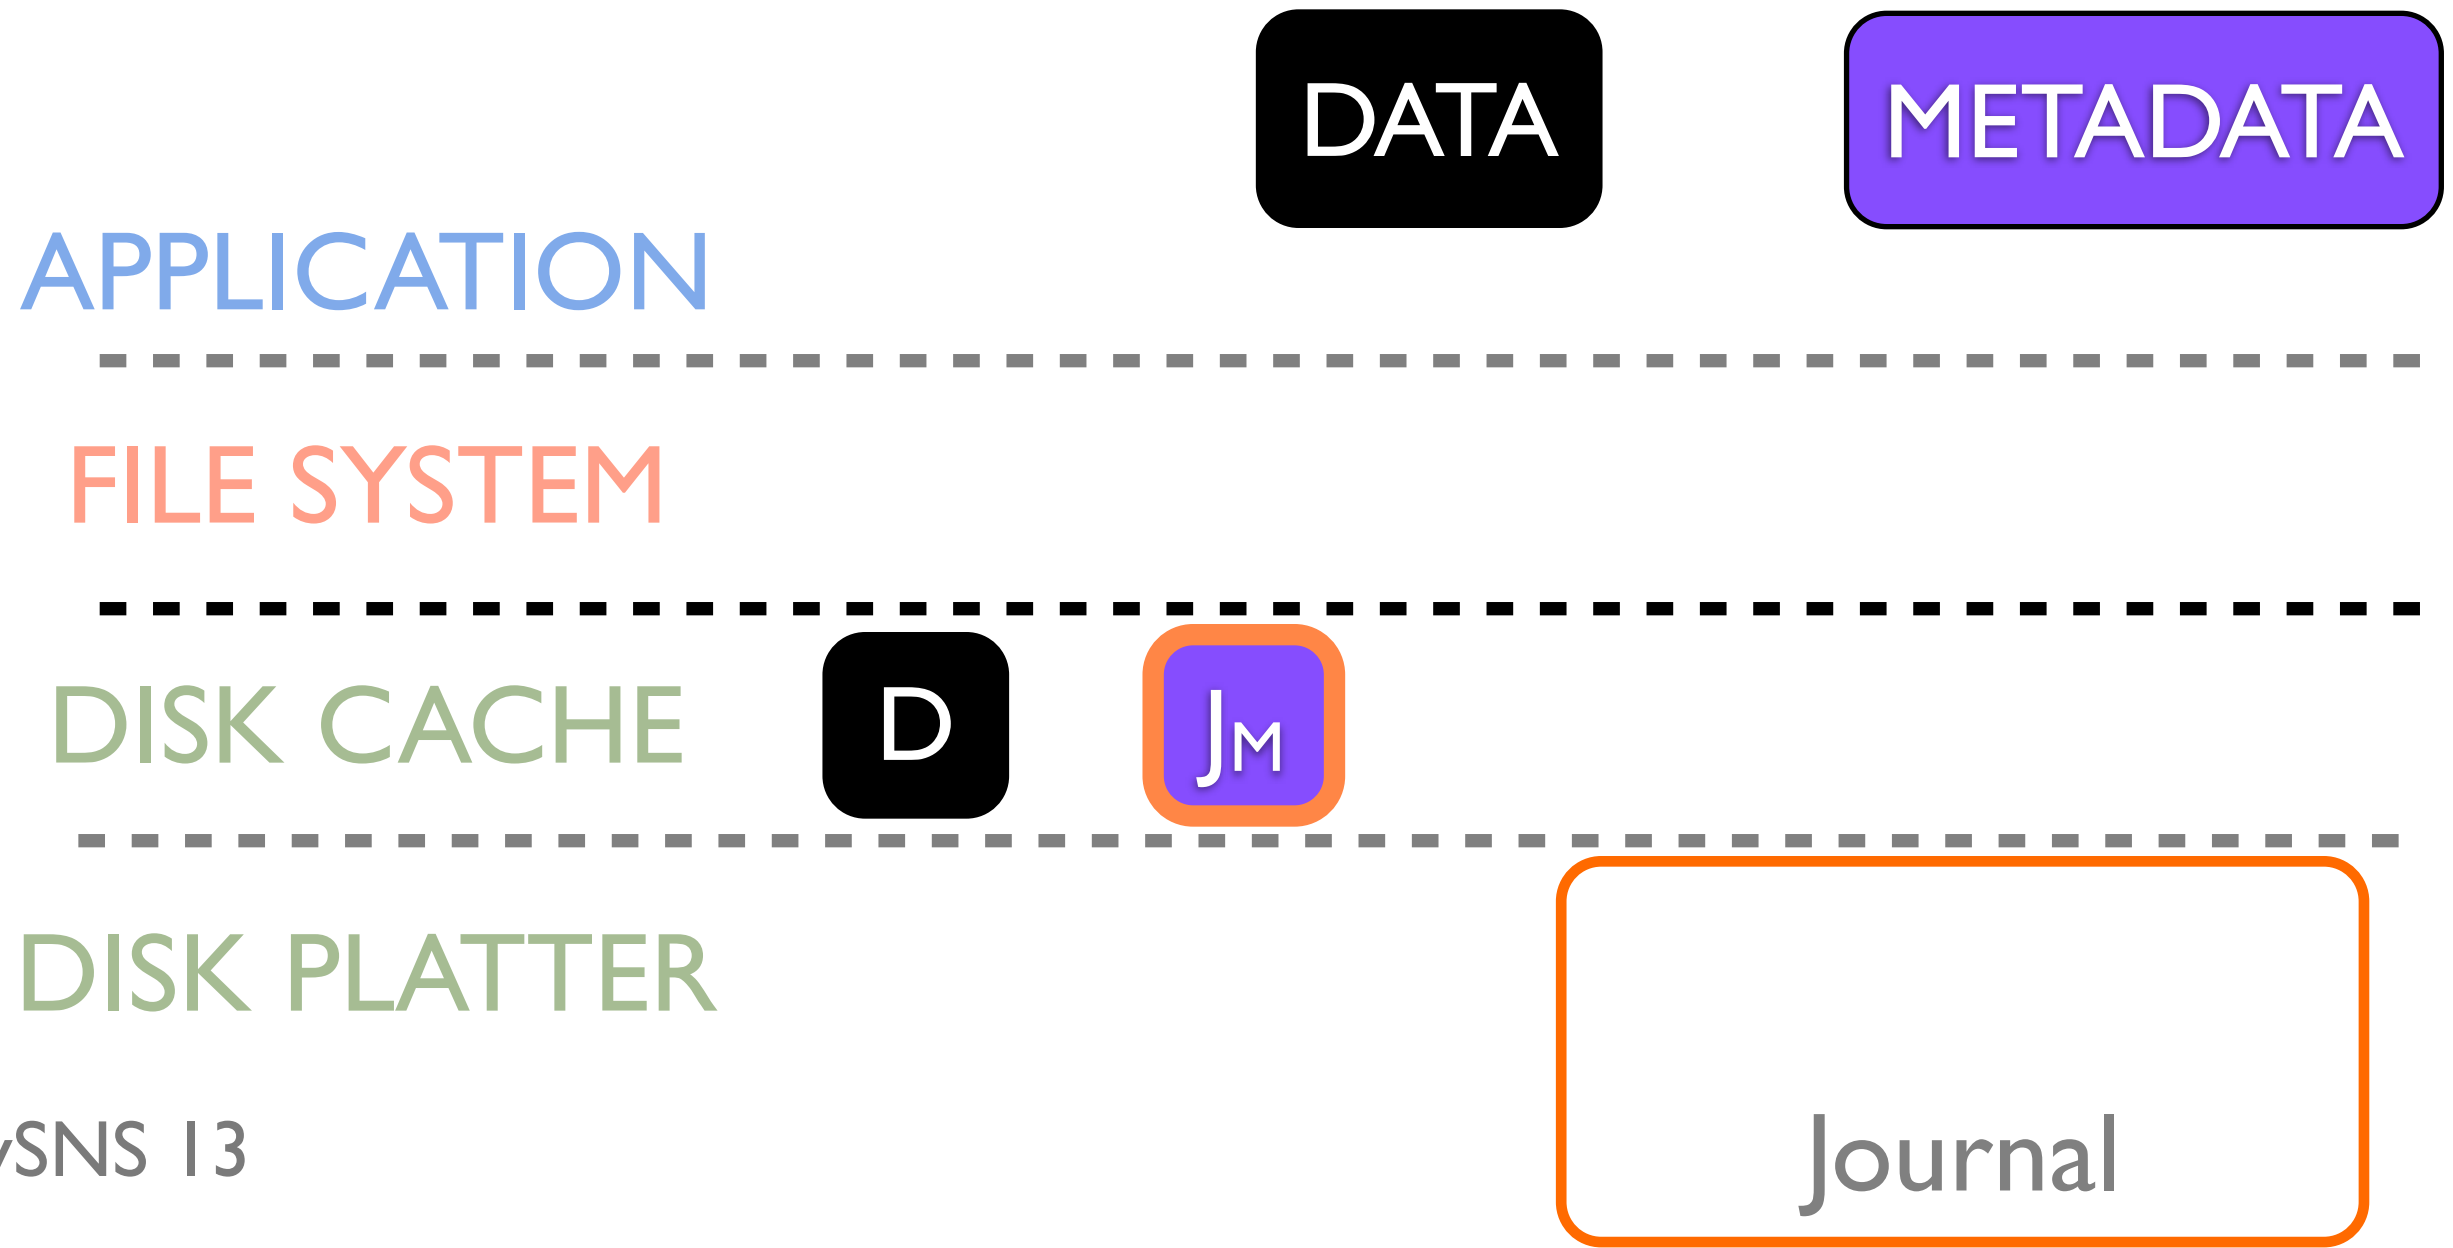 DATA METADATA
APPLICATION
FILE SYSTEM
DISK CACHE D JM
DISK PLATTER
SNS 13
Journal